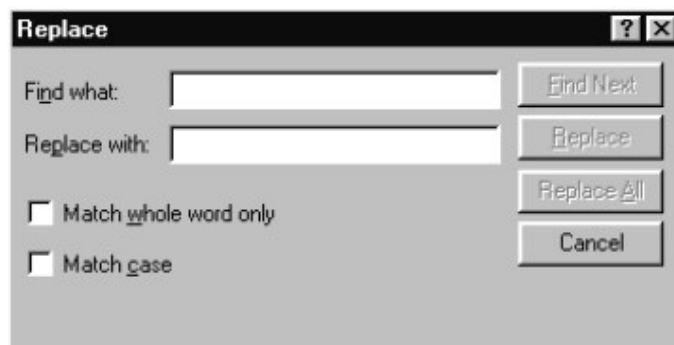 Replace ?
Find what:
Find Next
Replace with:
Replace
Replace All
Match whole word only
Cancel
Match case